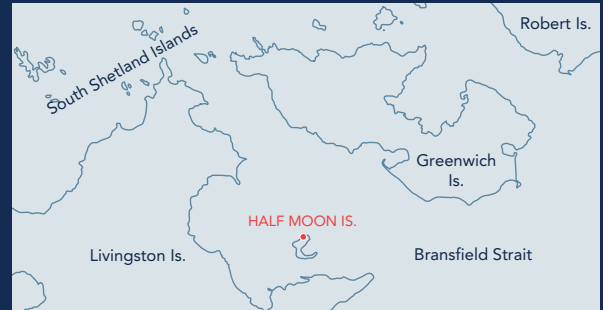 Robert Is.
South Shetland Islands
Greenwich
Is.
HALF MOON IS.
Livingston Is.
Bransfield Strait